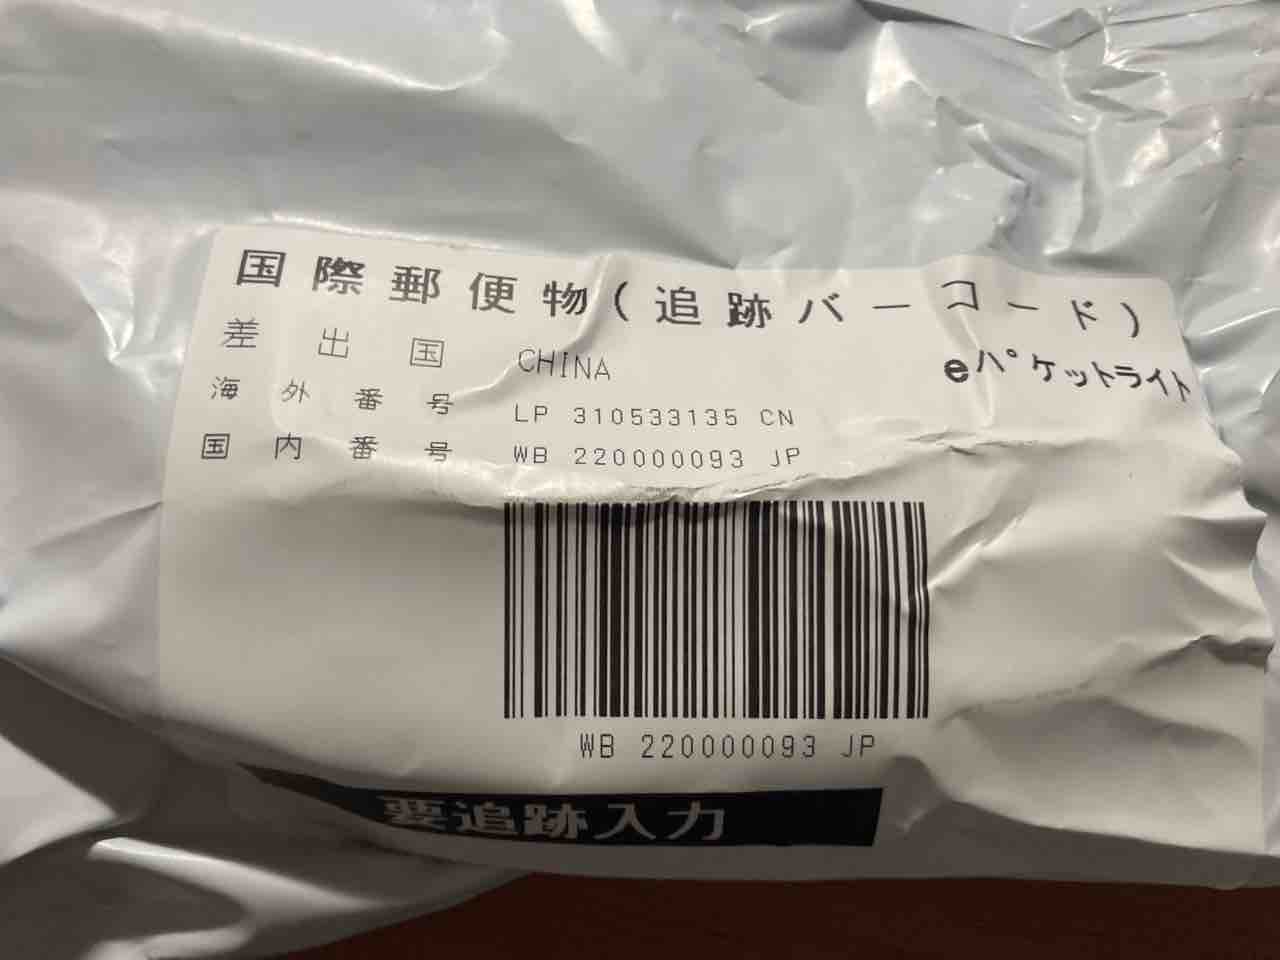 国際郵便物(追跡バーコード)
差出国 CHINA eパケットライト
海外番号 LP 310533135 CN
国内番号 WB 220000093 JP
WB 220000093 JP
要追跡入力